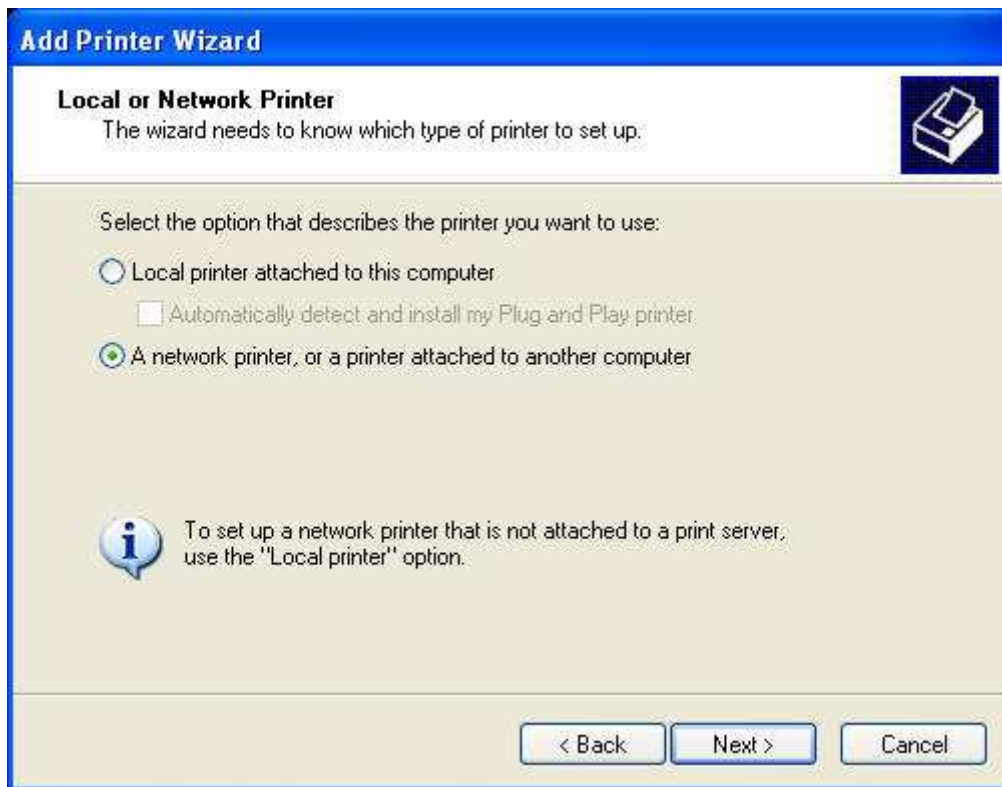 Add Printer Wizard
Local or Network Printer
The wizard needs to know which type of printer to set up.
Select the option that describes the printer you want to use:
Local printer attached to this computer
Automatically detect and install my Plug and Play printer
A network printer, or a printer attached to another computer
To set up a network printer that is not attached to a print server,
use the "Local printer" option.
< Back Next > Cancel